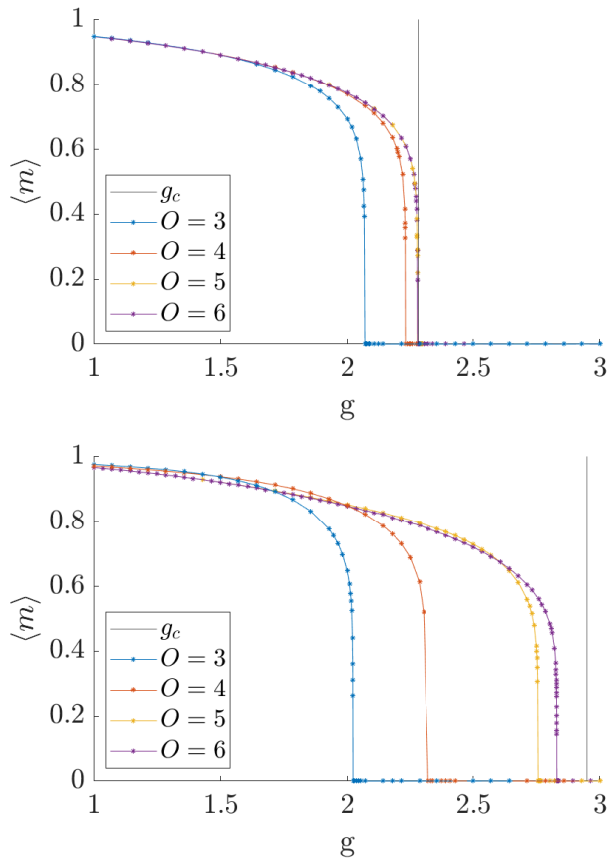 1
0.8
0.6
0.4
0.2
0
⟨m⟩
g_c
O = 3
O = 4
O = 5
O = 6
1
1.5
2
2.5
3
g
1
0.8
0.6
0.4
0.2
0
⟨m⟩
g_c
O = 3
O = 4
O = 5
O = 6
1
1.5
2
2.5
3
g